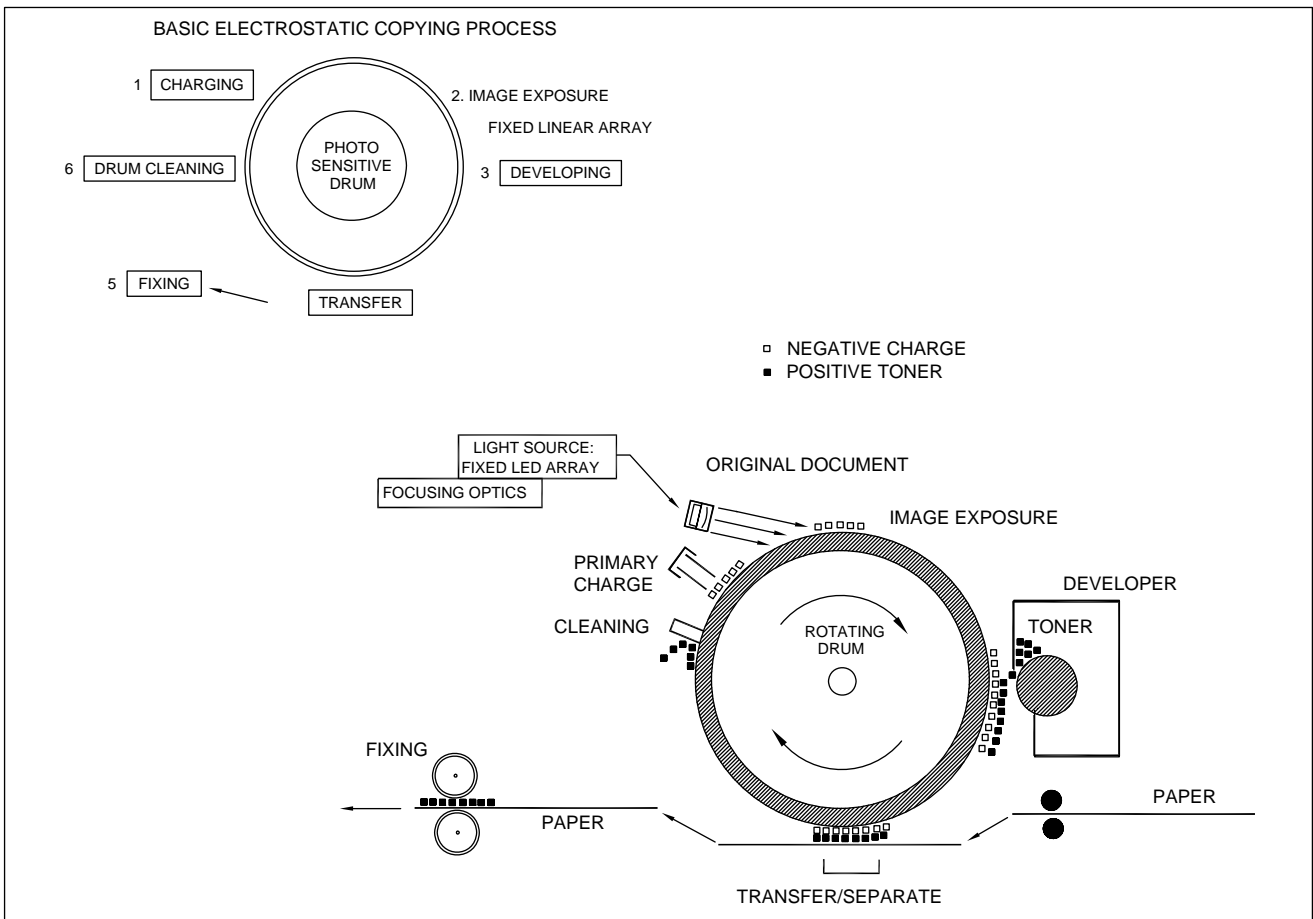 BASIC ELECTROSTATIC COPYING PROCESS
1 CHARGING
2. IMAGE EXPOSURE
FIXED LINEAR ARRAY
PHOTO
SENSITIVE
DRUM
6 DRUM CLEANING
3 DEVELOPING
5 FIXING
TRANSFER
NEGATIVE CHARGE
POSITIVE TONER
LIGHT SOURCE:
FIXED LED ARRAY
FOCUSING OPTICS
ORIGINAL DOCUMENT
IMAGE EXPOSURE
PRIMARY
CHARGE
DEVELOPER
CLEANING
TONER
ROTATING
DRUM
FIXING
PAPER
PAPER
TRANSFER/SEPARATE